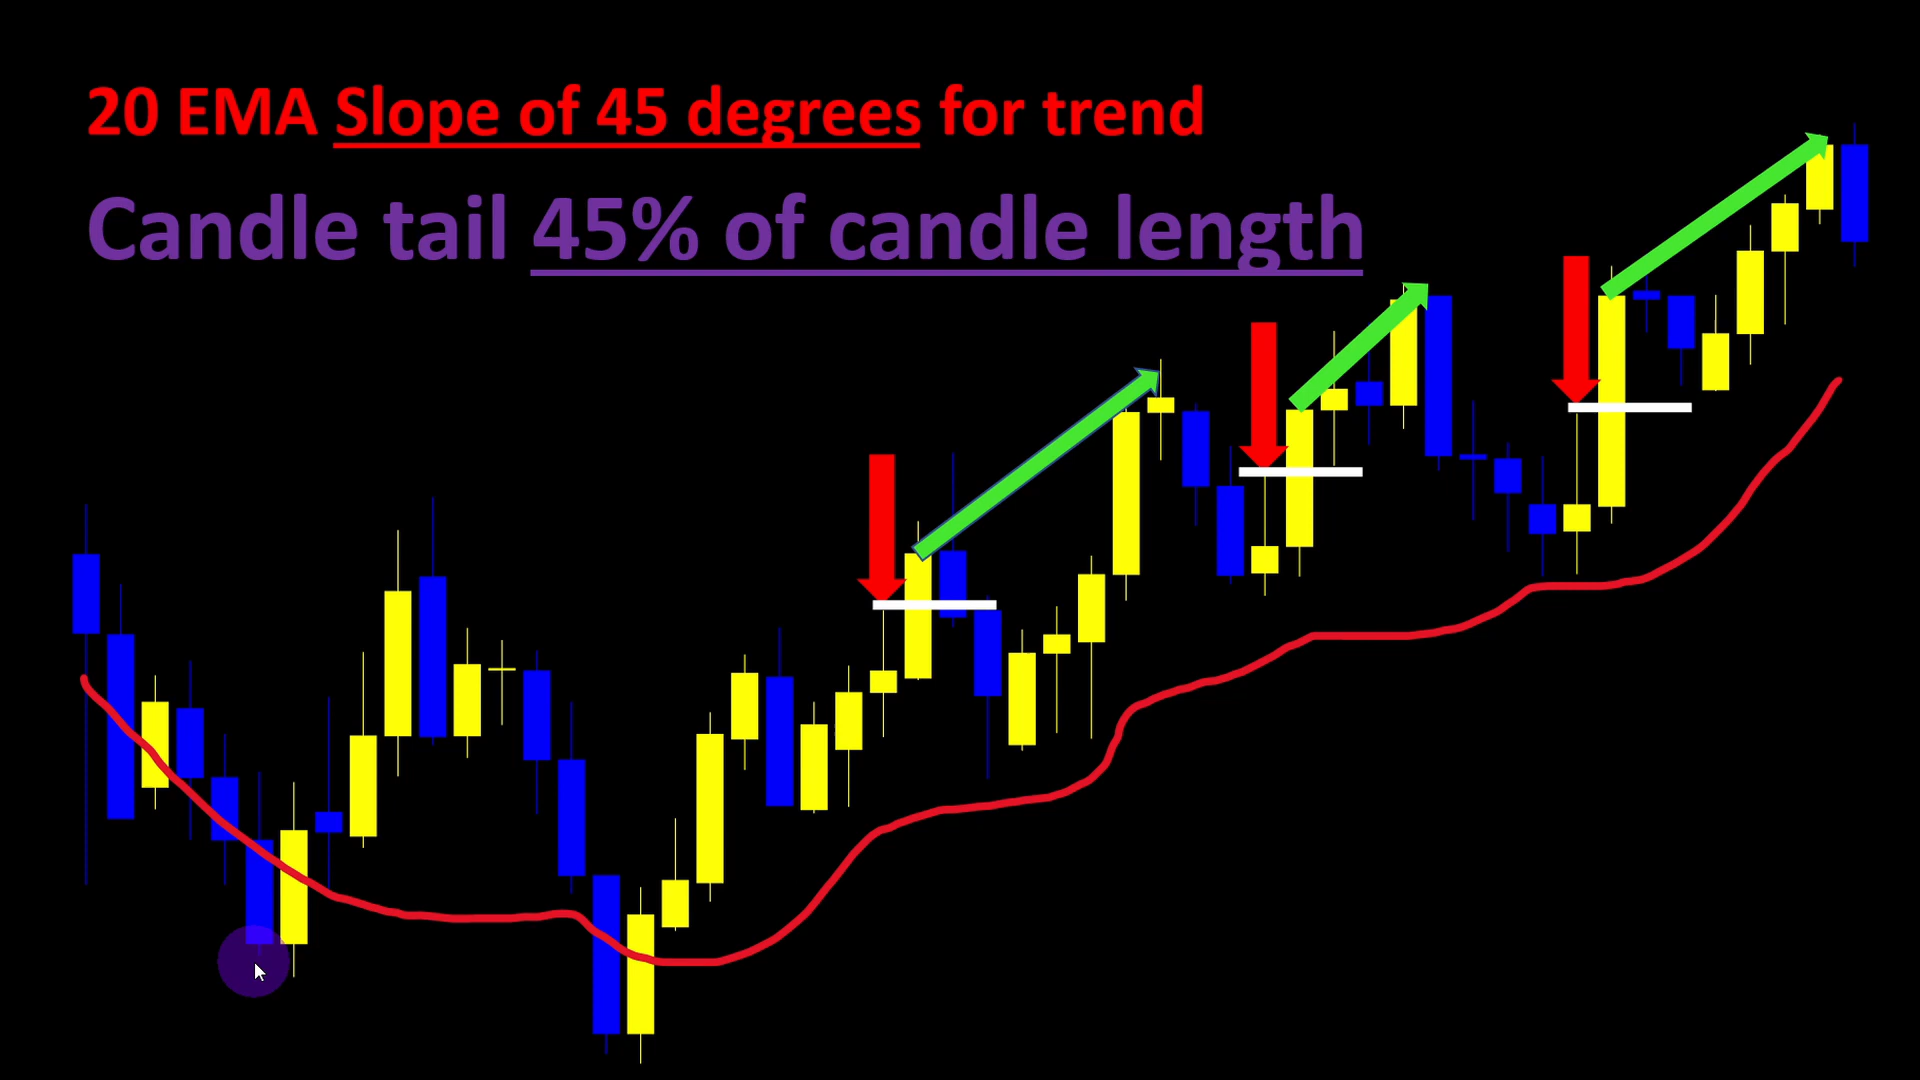 20 EMA Slope of 45 degrees for trend
Candle tail 45% of candle length